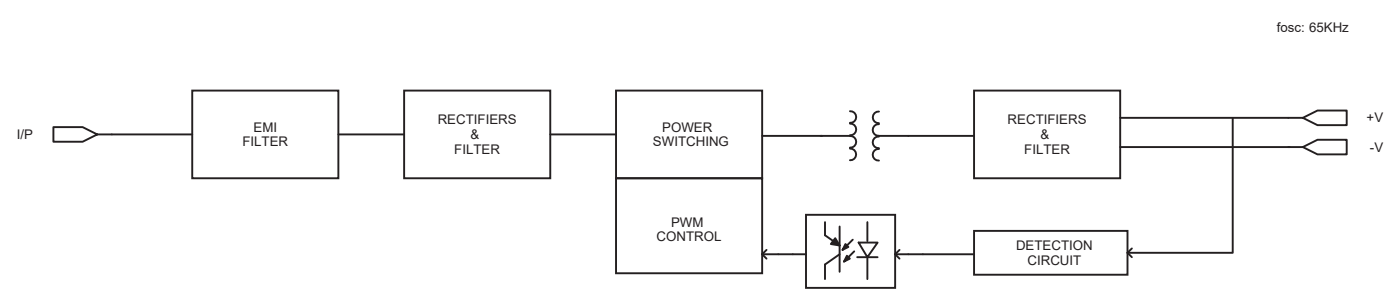 fosc: 65KHz
I/P
EMI
FILTER
RECTIFIERS
&
FILTER
POWER
SWITCHING
RECTIFIERS
&
FILTER
+V
-V
PWM
CONTROL
DETECTION
CIRCUIT